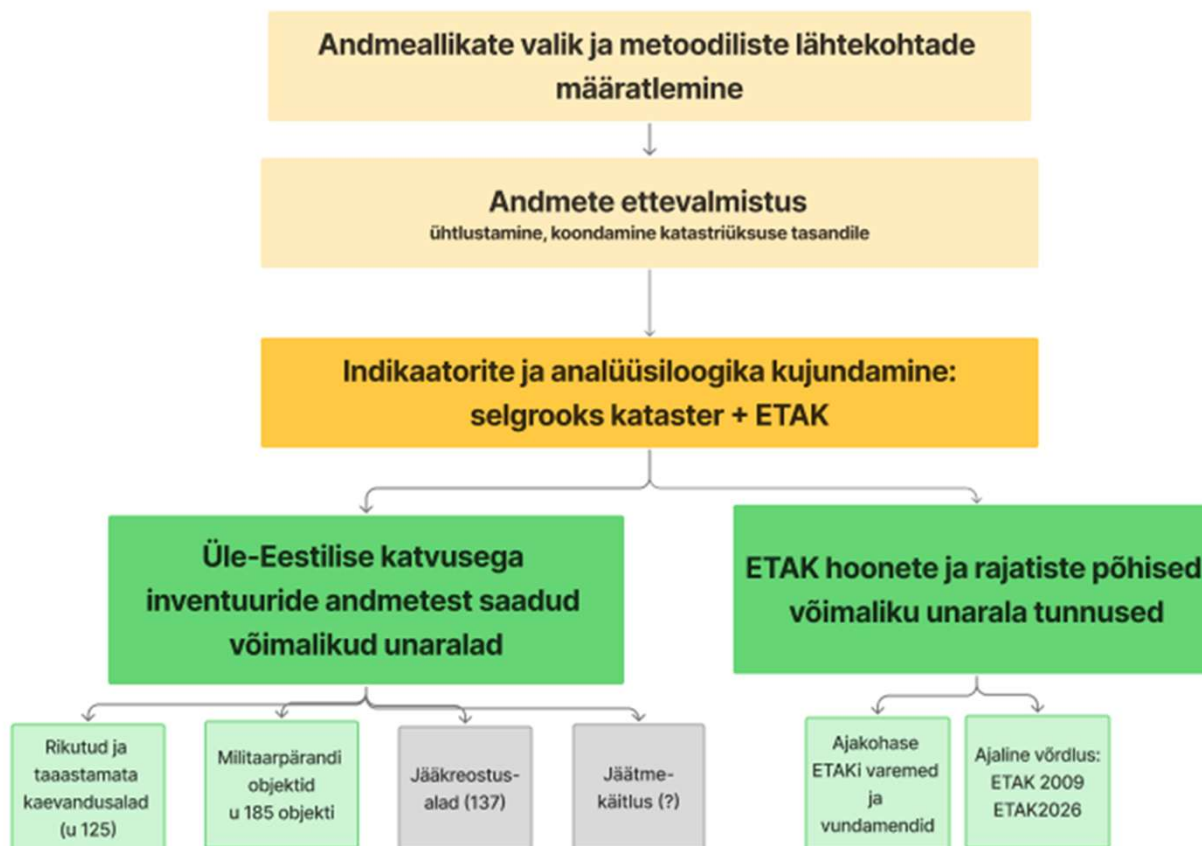 Andmeallikate valik ja metoodiliste lähtekohtade
määratlemine
Andmete ettevalmistus
ühtlustamine, koondamine katastriüksuse tasandile
Indikaatorite ja analüüsiloogika kujundamine:
selgrooks kataster + ETAK
Üle-Eestilise katvusega
inventuuride andmetest saadud
võimalikud unaralad
ETAK hoonete ja rajatiste põhised
võimaliku unarala tunnused
Rikutud ja
taaastamata
kaevandusalad
(u 125)
Militaarpärandi
objektid
u 185 objekti
Jääkreostus-
alad (137)
Jäätme-
käitlus (?)
Ajakohase
ETAKi varemed
ja
vundamendid
Ajaline võrdlus:
ETAK 2009
ETAK2026